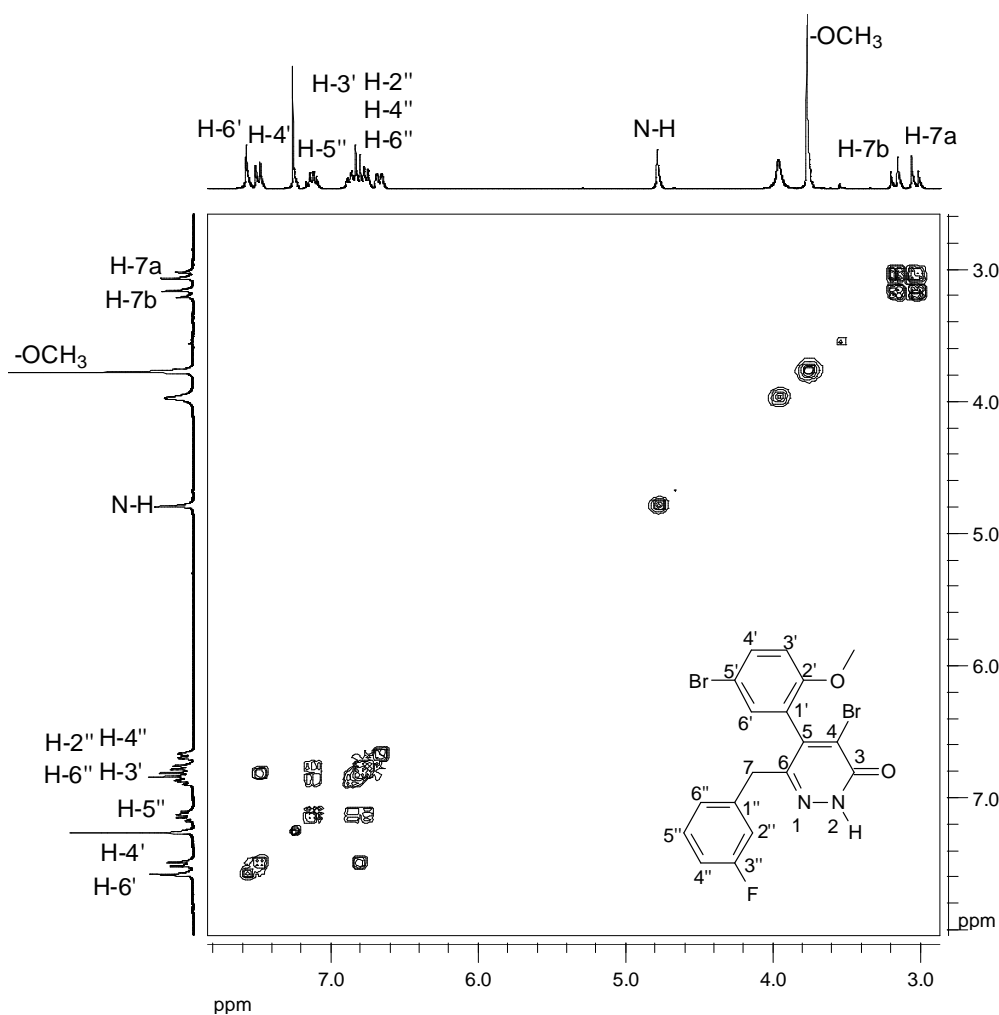 -OCH3
H-3' H-2"
H-4"
H-6' H-4' H-5" H-6"
N-H
H-7b H-7a
H-7a
H-7b
-OCH3
N-H
H-2" H-4"
H-6" H-3'
H-5"
H-4'
H-6'
3.0
4.0
5.0
6.0
7.0
ppm
4' 3'
5' 2'
Br O
6' 1' Br
5 4
7 6 3 O
6" 1" N N
1 2 H
5" 2"
4" 3"
F
7.0 6.0 5.0 4.0 3.0
ppm